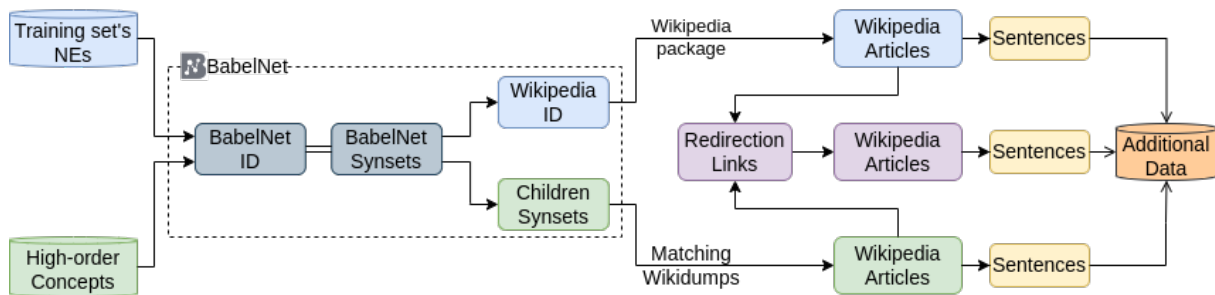 Training set's
NEs
High-order
Concepts
BabelNet
BabelNet
ID
BabelNet
Synsets
Wikipedia
ID
Children
Synsets
Wikipedia
package
Matching
Wikidumps
Wikipedia
Articles
Sentences
Redirection
Links
Wikipedia
Articles
Sentences
Wikipedia
Articles
Sentences
Additional
Data